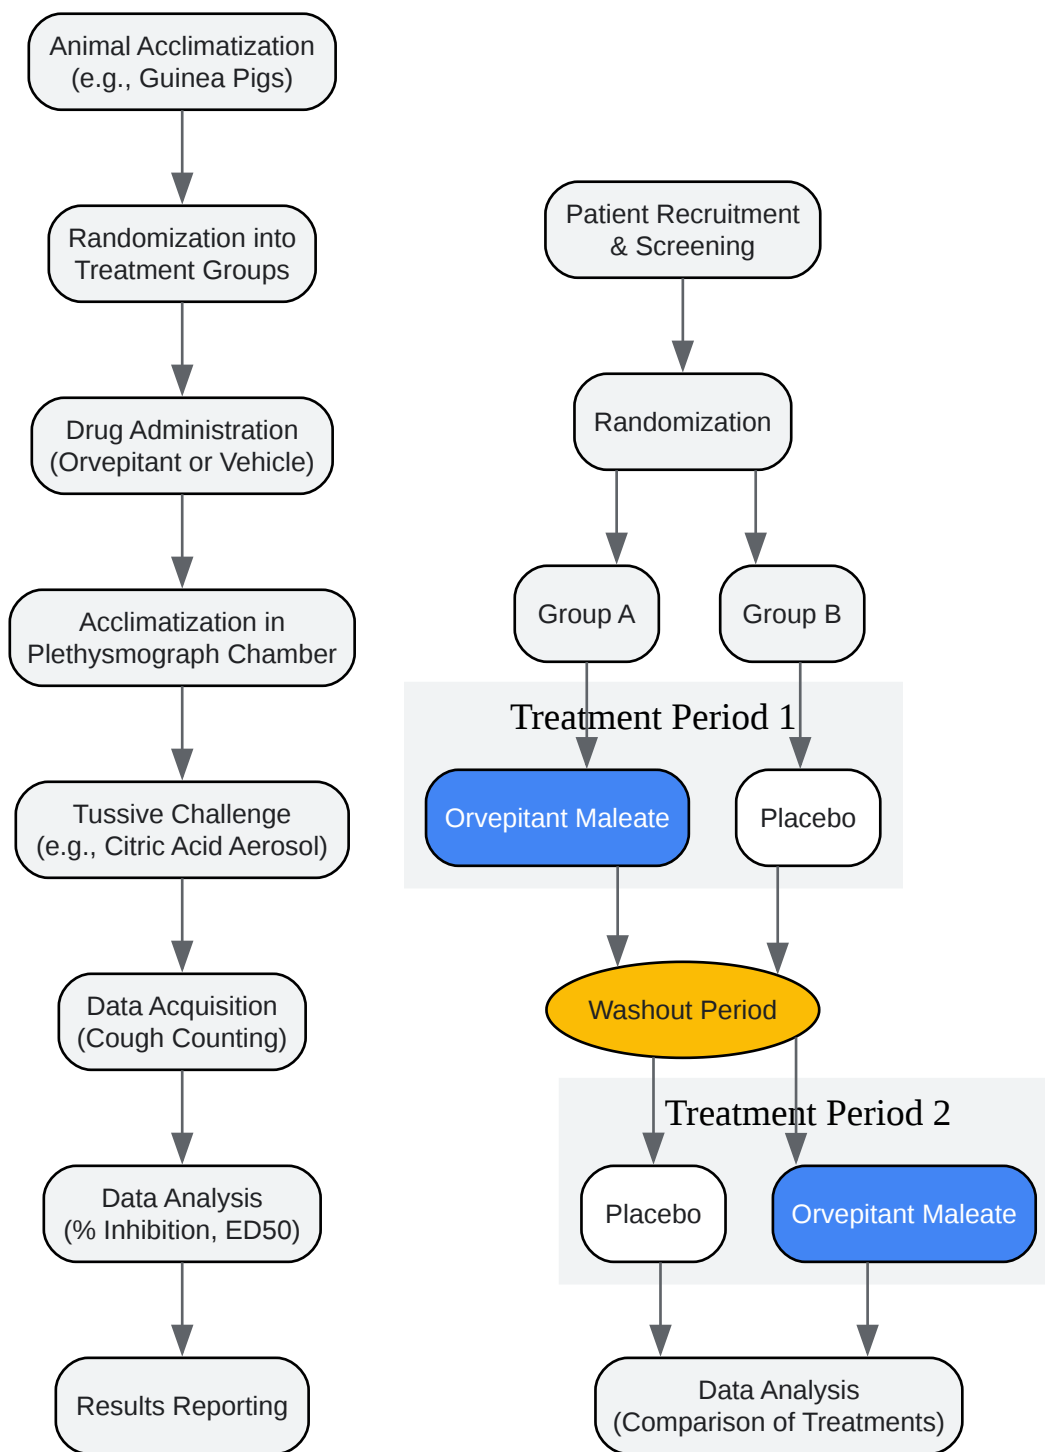 Animal Acclimatization
(e.g., Guinea Pigs)
Randomization into
Treatment Groups
Drug Administration
(Orvepitant or Vehicle)
Acclimatization in
Plethysmograph Chamber
Tussive Challenge
(e.g., Citric Acid Aerosol)
Data Acquisition
(Cough Counting)
Data Analysis
(% Inhibition, ED50)
Results Reporting
Patient Recruitment
& Screening
Randomization
Group A
Group B
Treatment Period 1
Orvepitant Maleate
Placebo
Washout Period
Treatment Period 2
Placebo
Orvepitant Maleate
Data Analysis
(Comparison of Treatments)